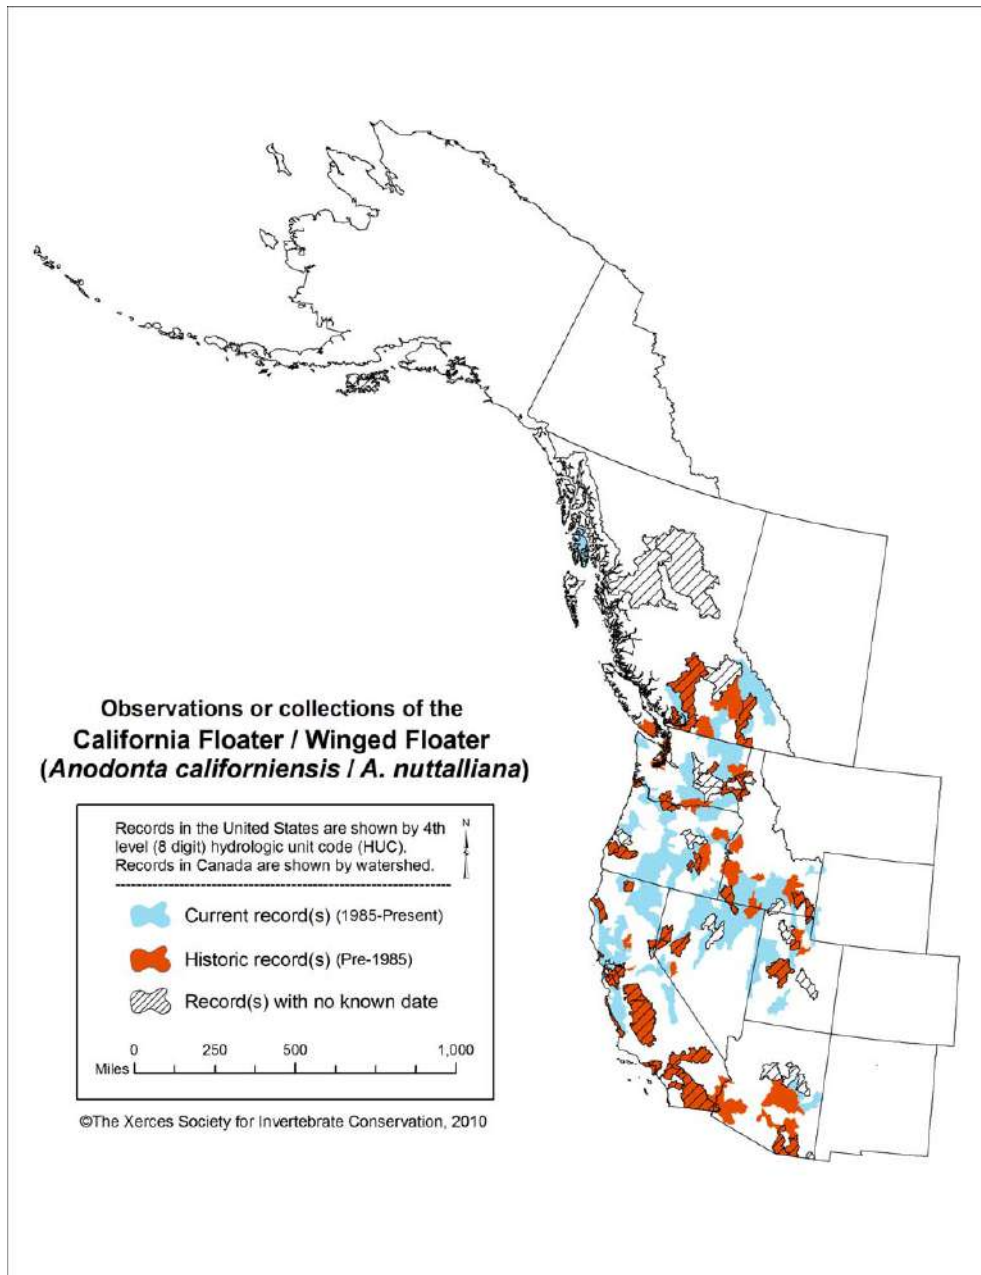 Observations or collections of the
California Floater / Winged Floater
(Anodonta californiensis / A. nuttalliana)
Records in the United States are shown by 4th
level (8 digit) hydrologic unit code (HUC).
Records in Canada are shown by watershed.
N
Current record(s) (1985-Present)
Historic record(s) (Pre-1985)
Record(s) with no known date
0 250 500 1,000
Miles
©The Xerces Society for Invertebrate Conservation, 2010